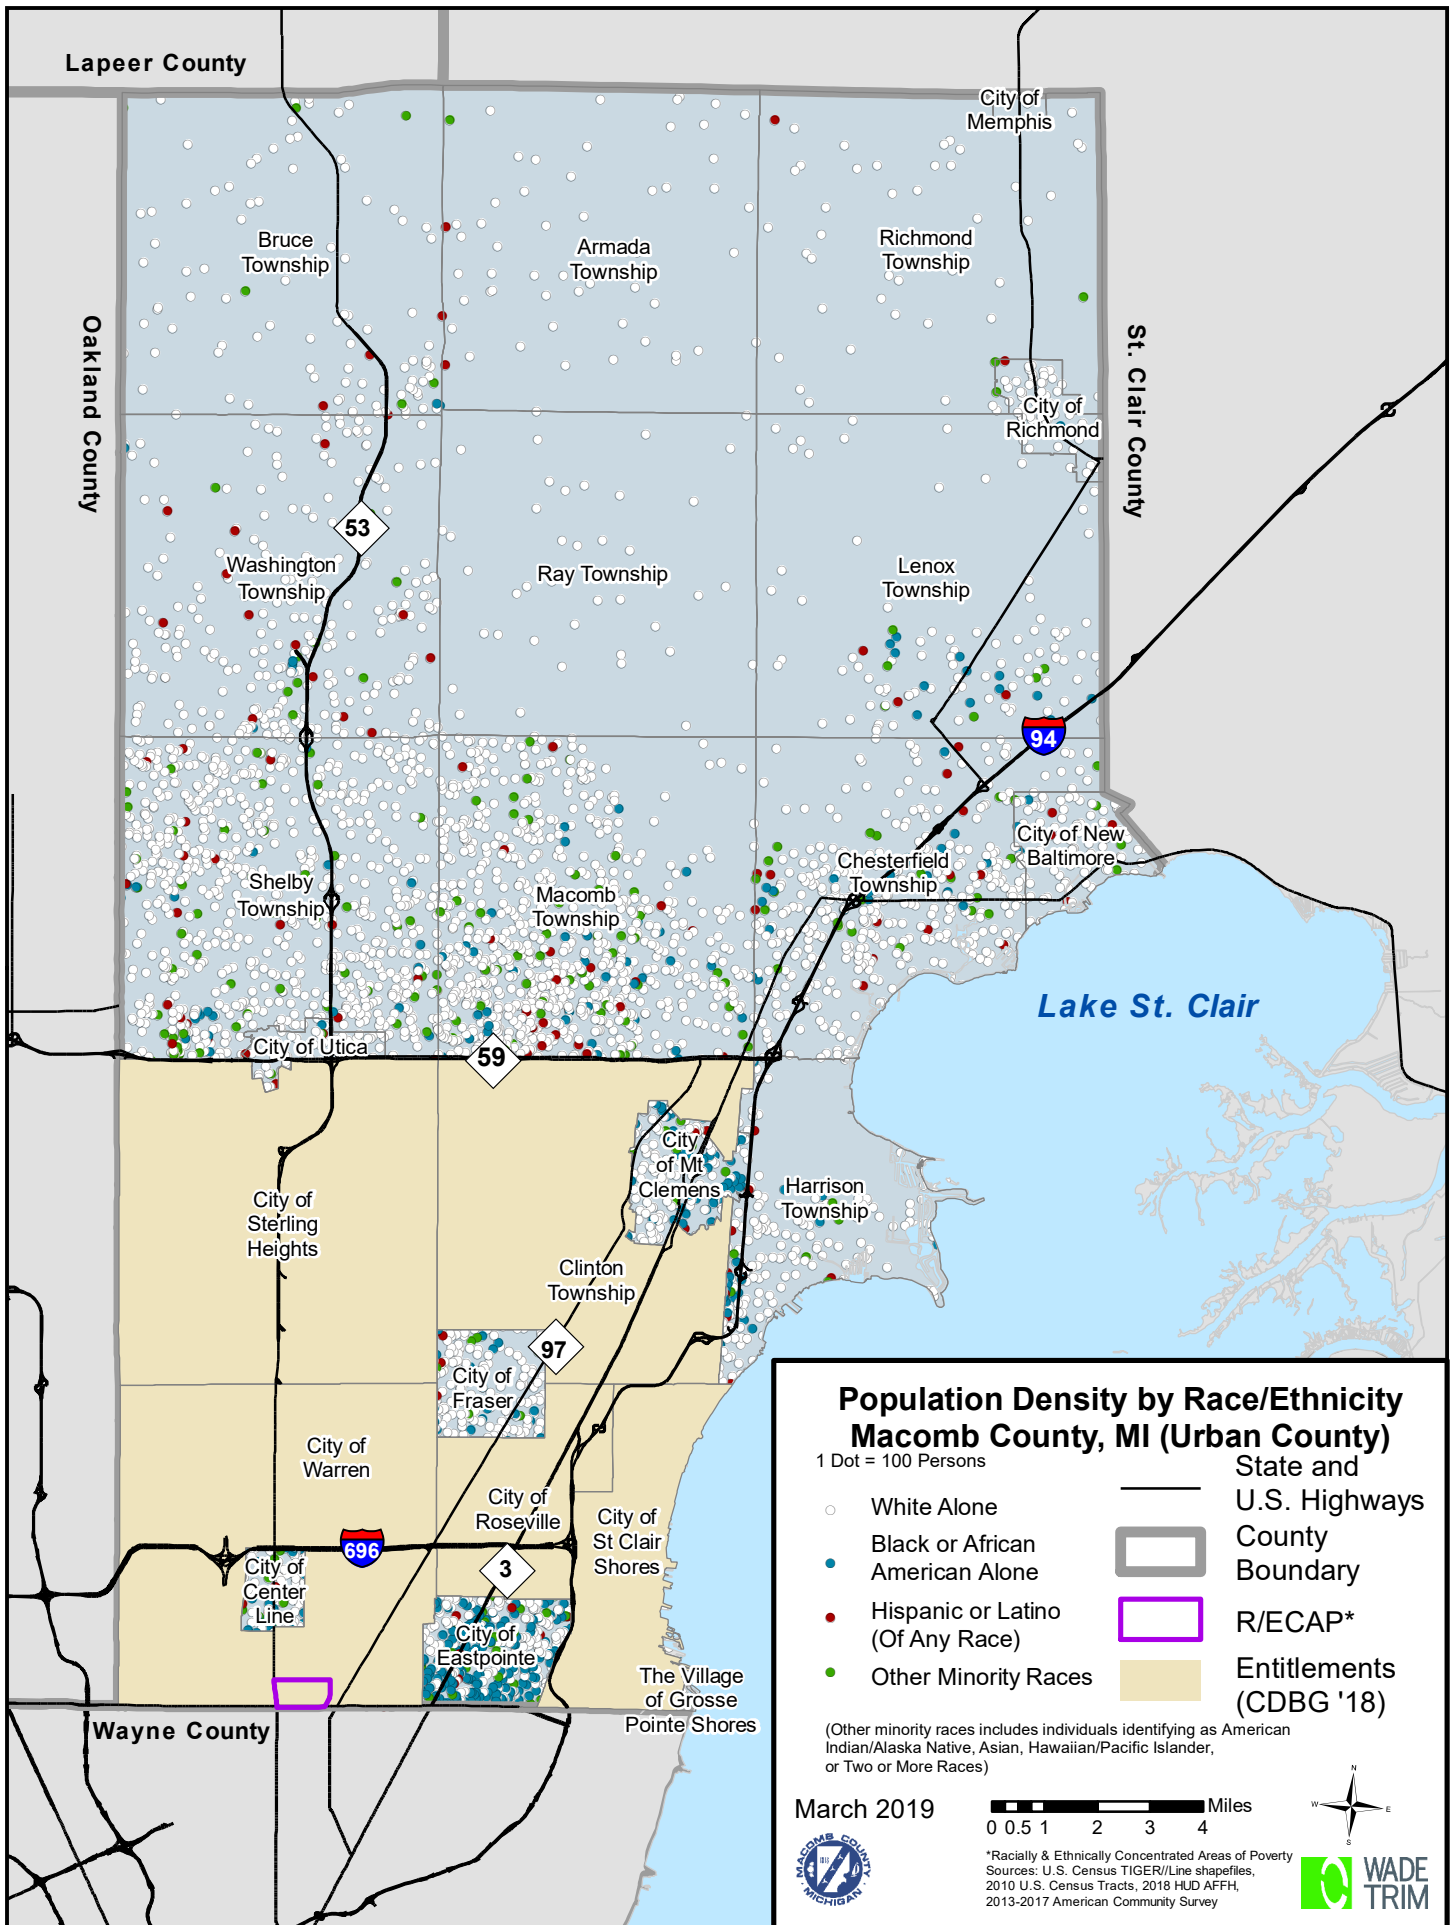 Lapeer County
City of
Memphis
Bruce
Township
Armada
Township
Richmond
Township
Oakland County
St. Clair County
City of
Richmond
53
Washington
Township
Ray Township
Lenox
Township
94
City of New
Baltimore
Chesterfield
Township
Shelby
Township
Macomb
Township
Lake St. Clair
City of Utica
59
City
of Mt
Clemens
Harrison
Township
City of
Sterling
Heights
Clinton
Township
97
City of
Fraser
City of
Warren
City of
Roseville
City of
St Clair
Shores
696
3
City of
Center
Line
City of
Eastpointe
The Village
of Grosse
Pointe Shores
Wayne County
Population Density by Race/Ethnicity
Macomb County, MI (Urban County)
1 Dot = 100 Persons
White Alone
Black or African
American Alone
Hispanic or Latino
(Of Any Race)
Other Minority Races
State and
U.S. Highways
County
Boundary
R/ECAP*
Entitlements
(CDBG '18)
(Other minority races includes individuals identifying as American
Indian/Alaska Native, Asian, Hawaiian/Pacific Islander,
or Two or More Races)
March 2019
Miles
0 0.5 1 2 3 4
N
W E
S
*Racially & Ethnically Concentrated Areas of Poverty
Sources: U.S. Census TIGER//Line shapefiles,
2010 U.S. Census Tracts, 2018 HUD AFFH,
2013-2017 American Community Survey
MACOMB COUNTY
MICHIGAN
WADE
TRIM